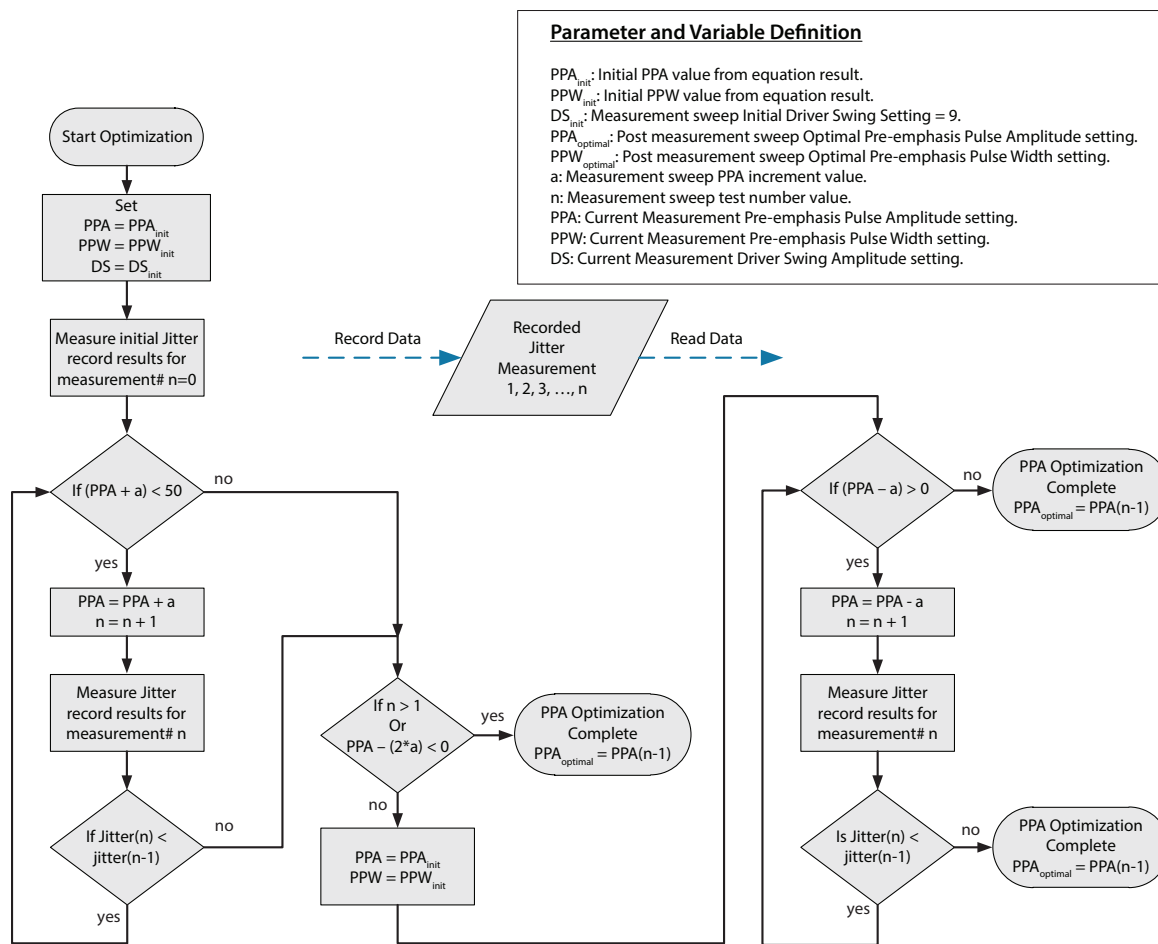 Parameter and Variable Definition
PPAinit: Initial PPA value from equation result.
PPWinit: Initial PPW value from equation result.
DSinit: Measurement sweep Initial Driver Swing Setting = 9.
PPAoptimal: Post measurement sweep Optimal Pre-emphasis Pulse Amplitude setting.
PPWoptimal: Post measurement sweep Optimal Pre-emphasis Pulse Width setting.
a: Measurement sweep PPA increment value.
n: Measurement sweep test number value.
PPA: Current Measurement Pre-emphasis Pulse Amplitude setting.
PPW: Current Measurement Pre-emphasis Pulse Width setting.
DS: Current Measurement Driver Swing Amplitude setting.
Start Optimization
Set
PPA = PPAinit
PPW = PPWinit
DS = DSinit
Measure initial Jitter
record results for
measurement# n=0
Record Data
Recorded
Jitter
Measurement
1, 2, 3, …, n
Read Data
If (PPA + a) < 50
no
yes
PPA = PPA + a
n = n + 1
Measure Jitter
record results for
measurement# n
If Jitter(n) <
jitter(n-1)
no
yes
If n > 1
Or
PPA – (2*a) < 0
yes
PPA Optimization
Complete
PPAoptimal = PPA(n-1)
no
PPA = PPAinit
PPW = PPWinit
If (PPA – a) > 0
no
PPA Optimization
Complete
PPAoptimal = PPA(n-1)
yes
PPA = PPA - a
n = n + 1
Measure Jitter
record results for
measurement# n
Is Jitter(n) <
jitter(n-1)
no
PPA Optimization
Complete
PPAoptimal = PPA(n-1)
yes